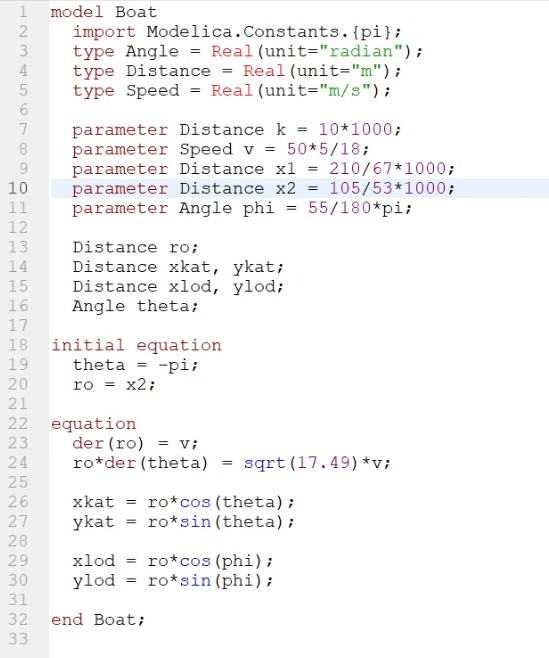 1 model Boat
2   import Modelica.Constants.{pi};
3   type Angle = Real(unit="radian");
4   type Distance = Real(unit="m");
5   type Speed = Real(unit="m/s");
6
7   parameter Distance k = 10*1000;
8   parameter Speed v = 50*5/18;
9   parameter Distance x1 = 210/67*1000;
10   parameter Distance x2 = 105/53*1000;
11   parameter Angle phi = 55/180*pi;
12
13   Distance ro;
14   Distance xkat, ykat;
15   Distance xlod, ylod;
16   Angle theta;
17
18 initial equation
19   theta = -pi;
20   ro = x2;
21
22 equation
23   der(ro) = v;
24   ro*der(theta) = sqrt(17.49)*v;
25
26   xkat = ro*cos(theta);
27   ykat = ro*sin(theta);
28
29   xlod = ro*cos(phi);
30   ylod = ro*sin(phi);
31
32 end Boat;
33